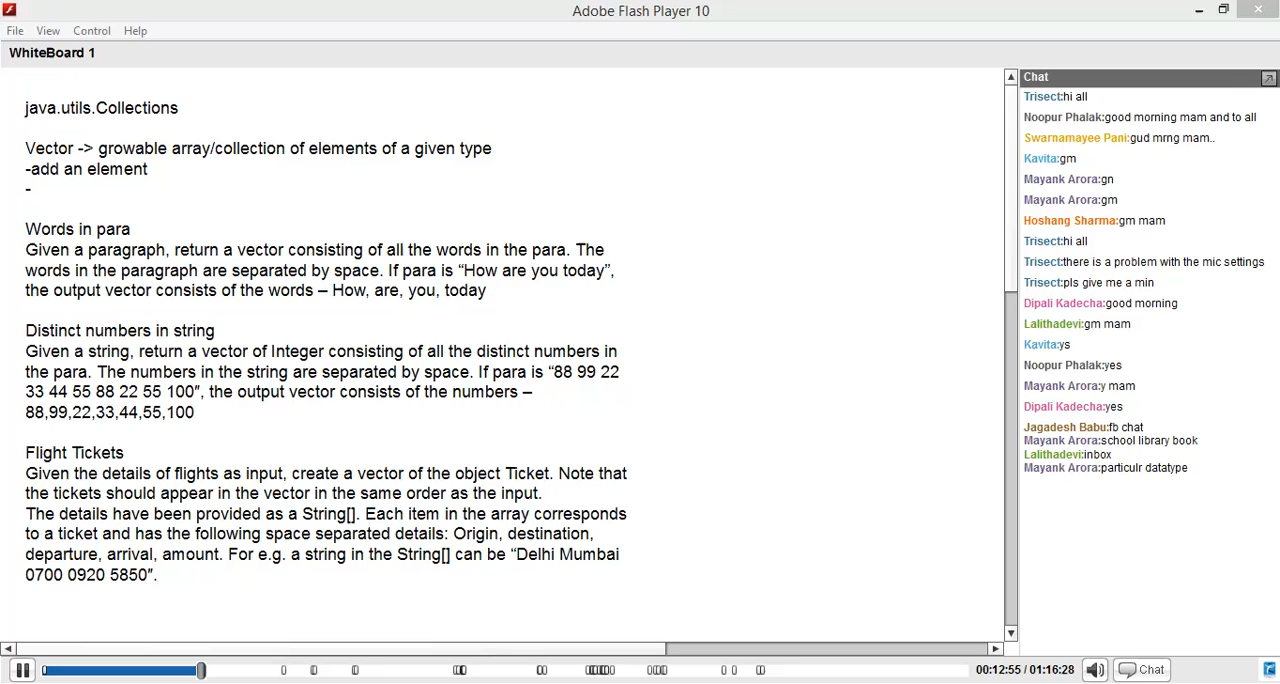 Adobe Flash Player 10
File View Control Help
WhiteBoard 1
java.utils.Collections
Vector -> growable array/collection of elements of a given type
-add an element
-
Words in para
Given a paragraph, return a vector consisting of all the words in the para. The
words in the paragraph are separated by space. If para is “How are you today”,
the output vector consists of the words – How, are, you, today
Distinct numbers in string
Given a string, return a vector of Integer consisting of all the distinct numbers in
the para. The numbers in the string are separated by space. If para is “88 99 22
33 44 55 88 22 55 100″, the output vector consists of the numbers –
88,99,22,33,44,55,100
Flight Tickets
Given the details of flights as input, create a vector of the object Ticket. Note that
the tickets should appear in the vector in the same order as the input.
The details have been provided as a String[]. Each item in the array corresponds
to a ticket and has the following space separated details: Origin, destination,
departure, arrival, amount. For e.g. a string in the String[] can be “Delhi Mumbai
0700 0920 5850″.
Chat
Trisect:hi all
Noopur Phalak:good morning mam and to all
Swarnamayee Pani:gud mrng mam..
Kavita:gm
Mayank Arora:gn
Mayank Arora:gm
Hoshang Sharma:gm mam
Trisect:hi all
Trisect:there is a problem with the mic settings
Trisect:pls give me a min
Dipali Kadecha:good morning
Lalithadevi:gm mam
Kavita:ys
Noopur Phalak:yes
Mayank Arora:y mam
Dipali Kadecha:yes
Jagadesh Babu:fb chat
Mayank Arora:school library book
Lalithadevi:inbox
Mayank Arora:particulr datatype
00:12:55 / 01:16:28
Chat